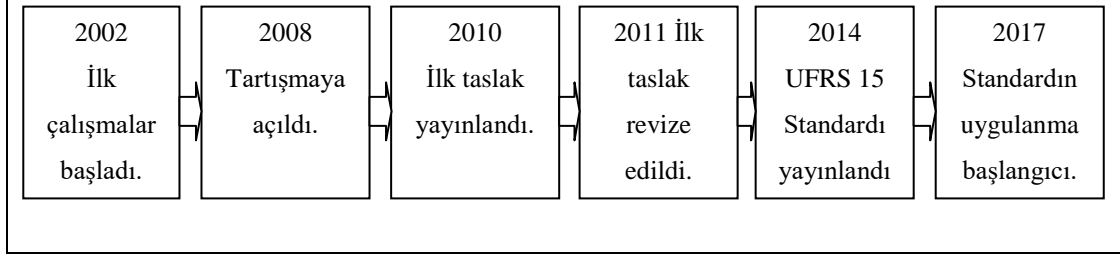 2002
İlk
çalışmalar
başladı.
2008
Tartışmaya
açıldı.
2010
İlk taslak
yayınlandı.
2011 İlk
taslak
revize
edildi.
2014
UFRS 15
Standardı
yayınlandı
2017
Standardın
uygulanma
başlangıcı.